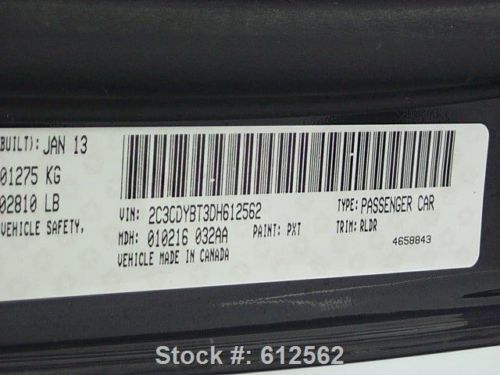 BUILT): JAN 13
01275 KG
02810 LB
VEHICLE SAFETY,
VIN: 2C3CDYBT3DH612562
TYPE: PASSENGER CAR
MDH: 010216 032AA
PAINT: PXT
TRIM: RLDR
VEHICLE MADE IN CANADA
4658843
Stock #: 612562